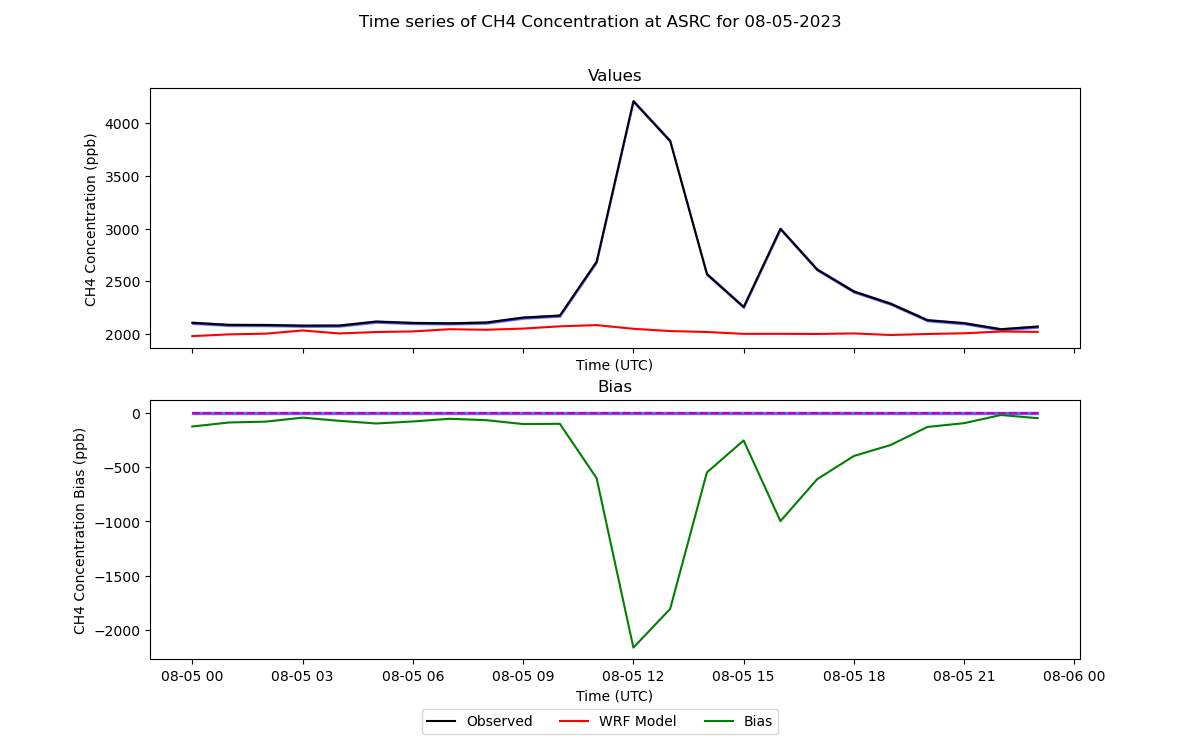 Time series of CH4 Concentration at ASRC for 08-05-2023
Values
CH4 Concentration (ppb)
4000
3500
3000
2500
2000
Time (UTC)
Bias
CH4 Concentration Bias (ppb)
0
−500
−1000
−1500
−2000
08-05 00 08-05 03 08-05 06 08-05 09 08-05 12 08-05 15 08-05 18 08-05 21 08-06 00
Time (UTC)
Observed WRF Model Bias